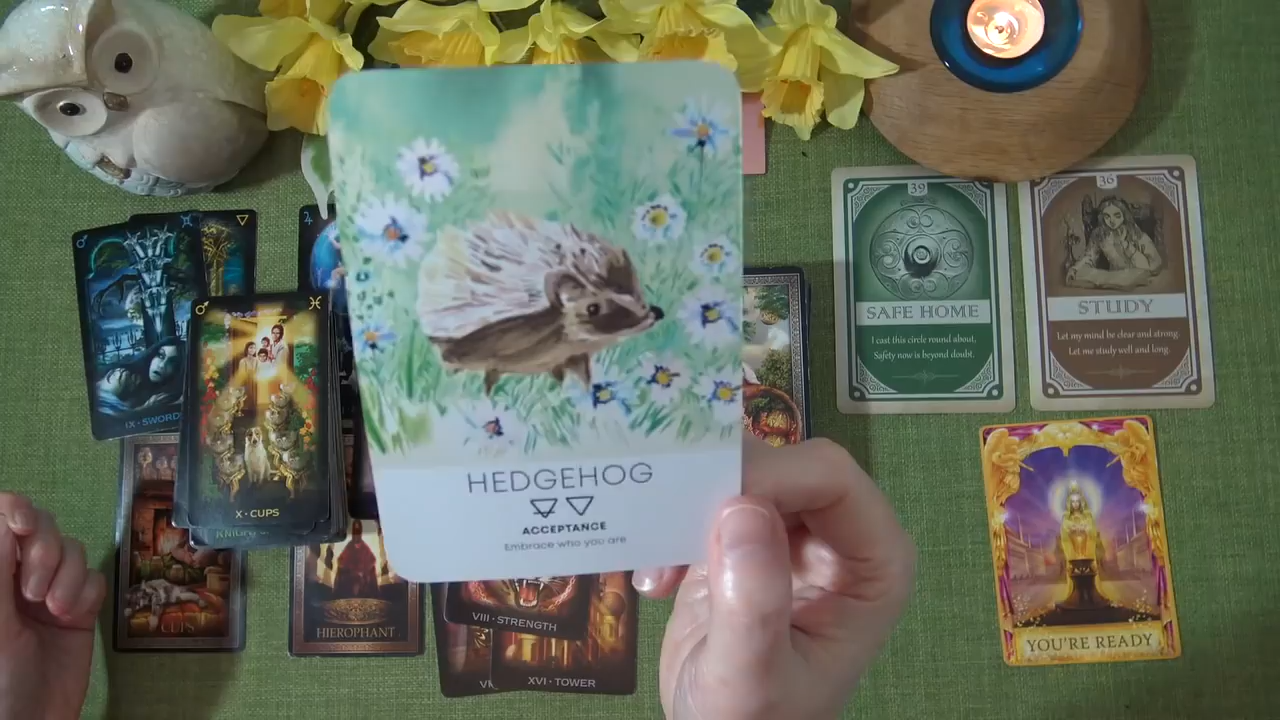 HEDGEHOG
ACCEPTANCE
Embrace who you are
39
SAFE HOME
I cast this circle round about,
Safety now is beyond doubt.
36
STUDY
Let my mind be clear and strong.
Let me study well and long.
YOU'RE READY
IX · SWORD
X · CUPS
KNIGH
CUPS
HIEROPHANT
VIII · STRENGTH
XVI · TOWER